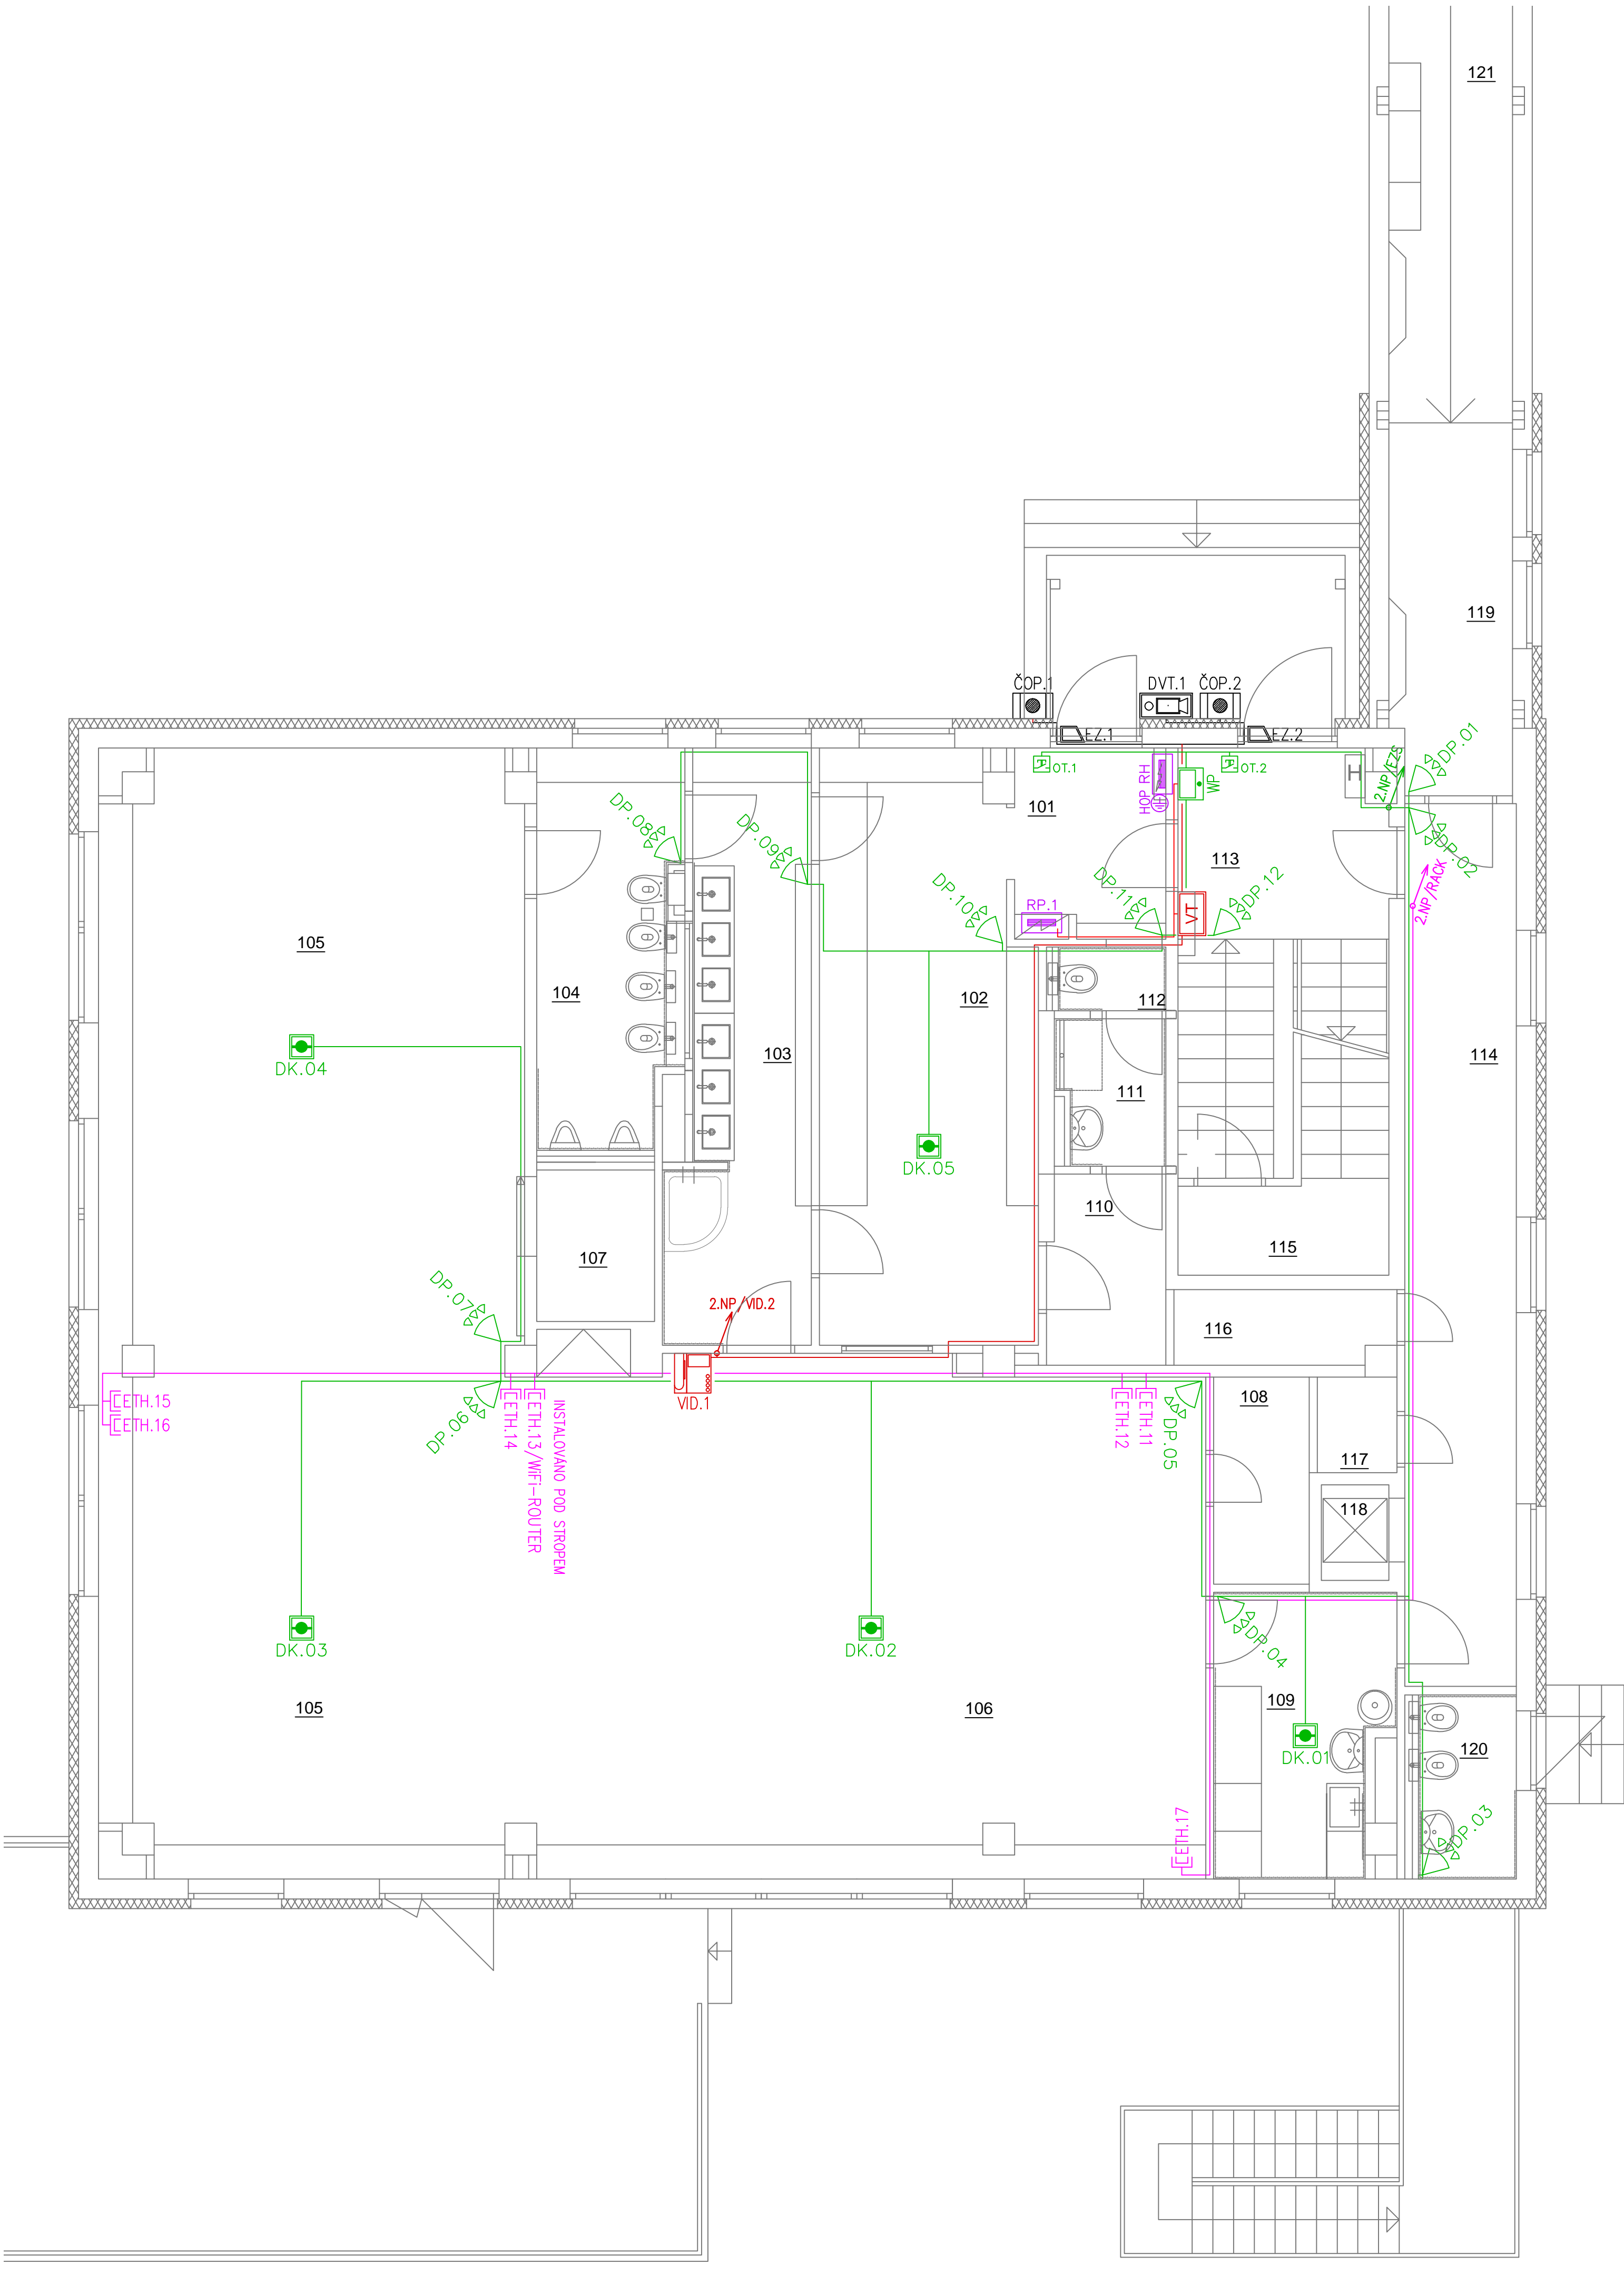 121
119
ČOP.1
DVT.1
ČOP.2
EZ.1
EZ.2
DP.01
OT.1
HOP RH
WP
OT.2
H
2.NP/EZS
101
DP.02
DP.08
DP.09
113
DP.10
DP.11
DP.12
2.NP/RACK
RP.1
VT
105
104
102
112
103
114
DK.04
111
DK.05
110
115
107
DP.07
2.NP/VID.2
116
ETH.15
ETH.16
DP.06
ETH.14
ETH.13/WiFi-ROUTER
INSTALOVÁNO POD STROPEM
VID.1
ETH.12
ETH.11
DP.05
108
117
118
DK.03
DK.02
DP.04
105
106
109
DK.01
120
ETH.17
DP.03